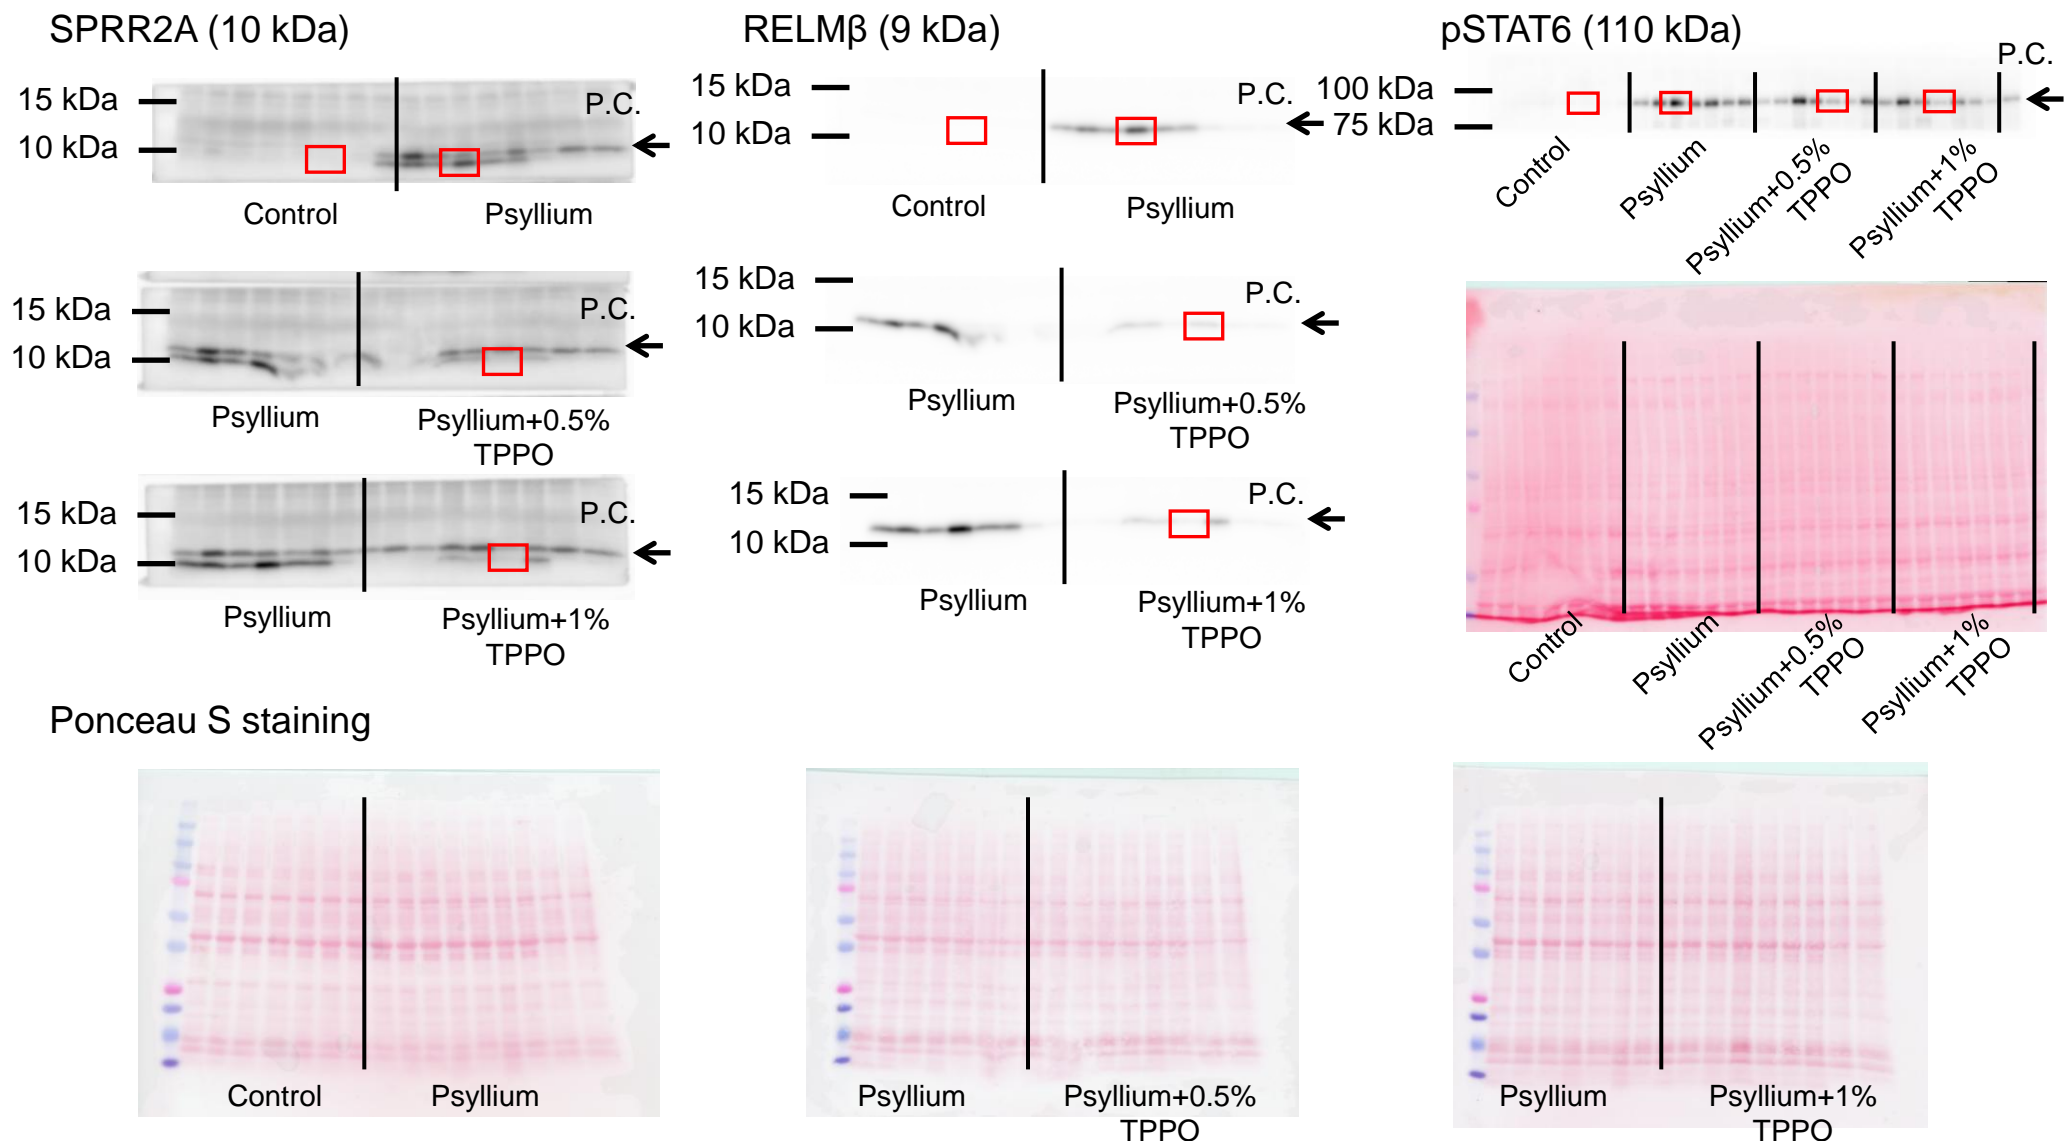 SPRR2A (10 kDa)
15 kDa
10 kDa
P.C.
Control
Psyllium
15 kDa
10 kDa
P.C.
Psyllium
Psyllium+0.5%
TPPO
15 kDa
10 kDa
P.C.
Psyllium
Psyllium+1%
TPPO
RELMβ (9 kDa)
15 kDa
10 kDa
P.C.
Control
Psyllium
15 kDa
10 kDa
P.C.
Psyllium
Psyllium+0.5%
TPPO
15 kDa
10 kDa
P.C.
Psyllium
Psyllium+1%
TPPO
pSTAT6 (110 kDa)
P.C.
100 kDa
75 kDa
Control
Psyllium
Psyllium+0.5%
TPPO
Psyllium+1%
TPPO
Control
Psyllium
Psyllium+0.5%
TPPO
Psyllium+1%
TPPO
Ponceau S staining
Control
Psyllium
Psyllium
Psyllium+0.5%
TPPO
Psyllium
Psyllium+1%
TPPO